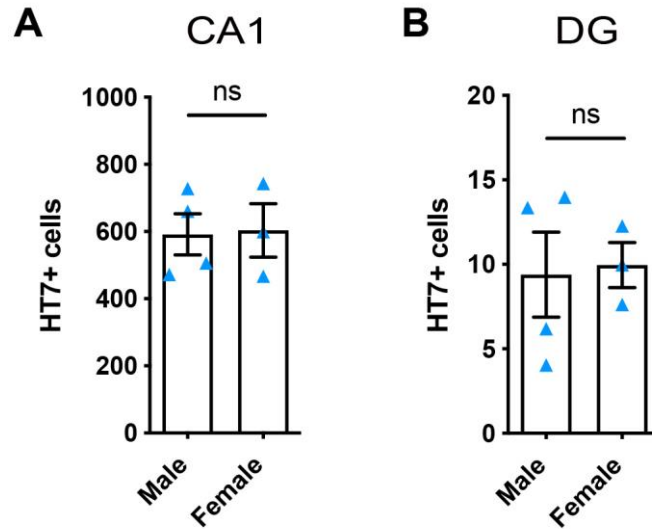 A
CA1
HT7+ cells
1000
800
600
400
200
0
ns
Male
Female
B
DG
HT7+ cells
20
15
10
5
0
ns
Male
Female